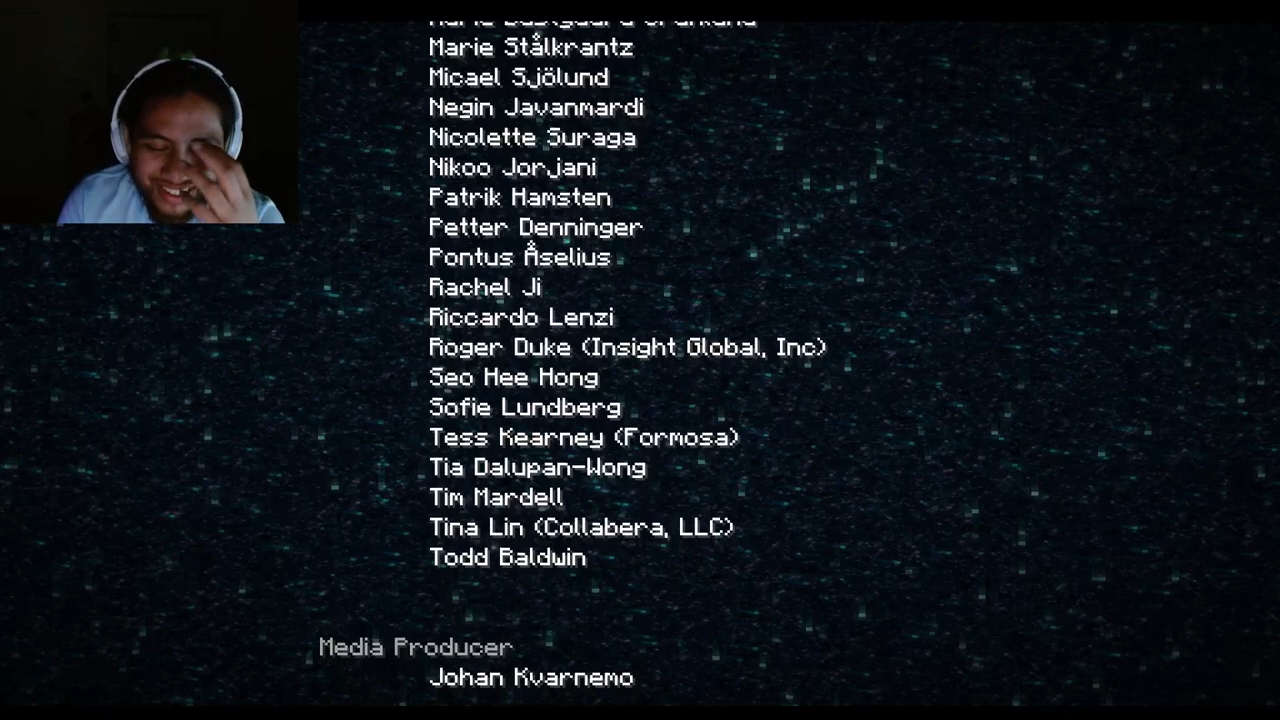 Marie Stålkrantz
Micael Sjölund
Negin Javanmardi
Nicolette Suraga
Nikoo Jorjani
Patrik Hamsten
Petter Denninger
Pontus Åselius
Rachel Ji
Riccardo Lenzi
Roger Duke (Insight Global, Inc)
Seo Hee Hong
Sofie Lundberg
Tess Kearney (Formosa)
Tia Dalupan-Wong
Tim Mardell
Tina Lin (Collabera, LLC)
Todd Baldwin
Media Producer
Johan Kvarnemo